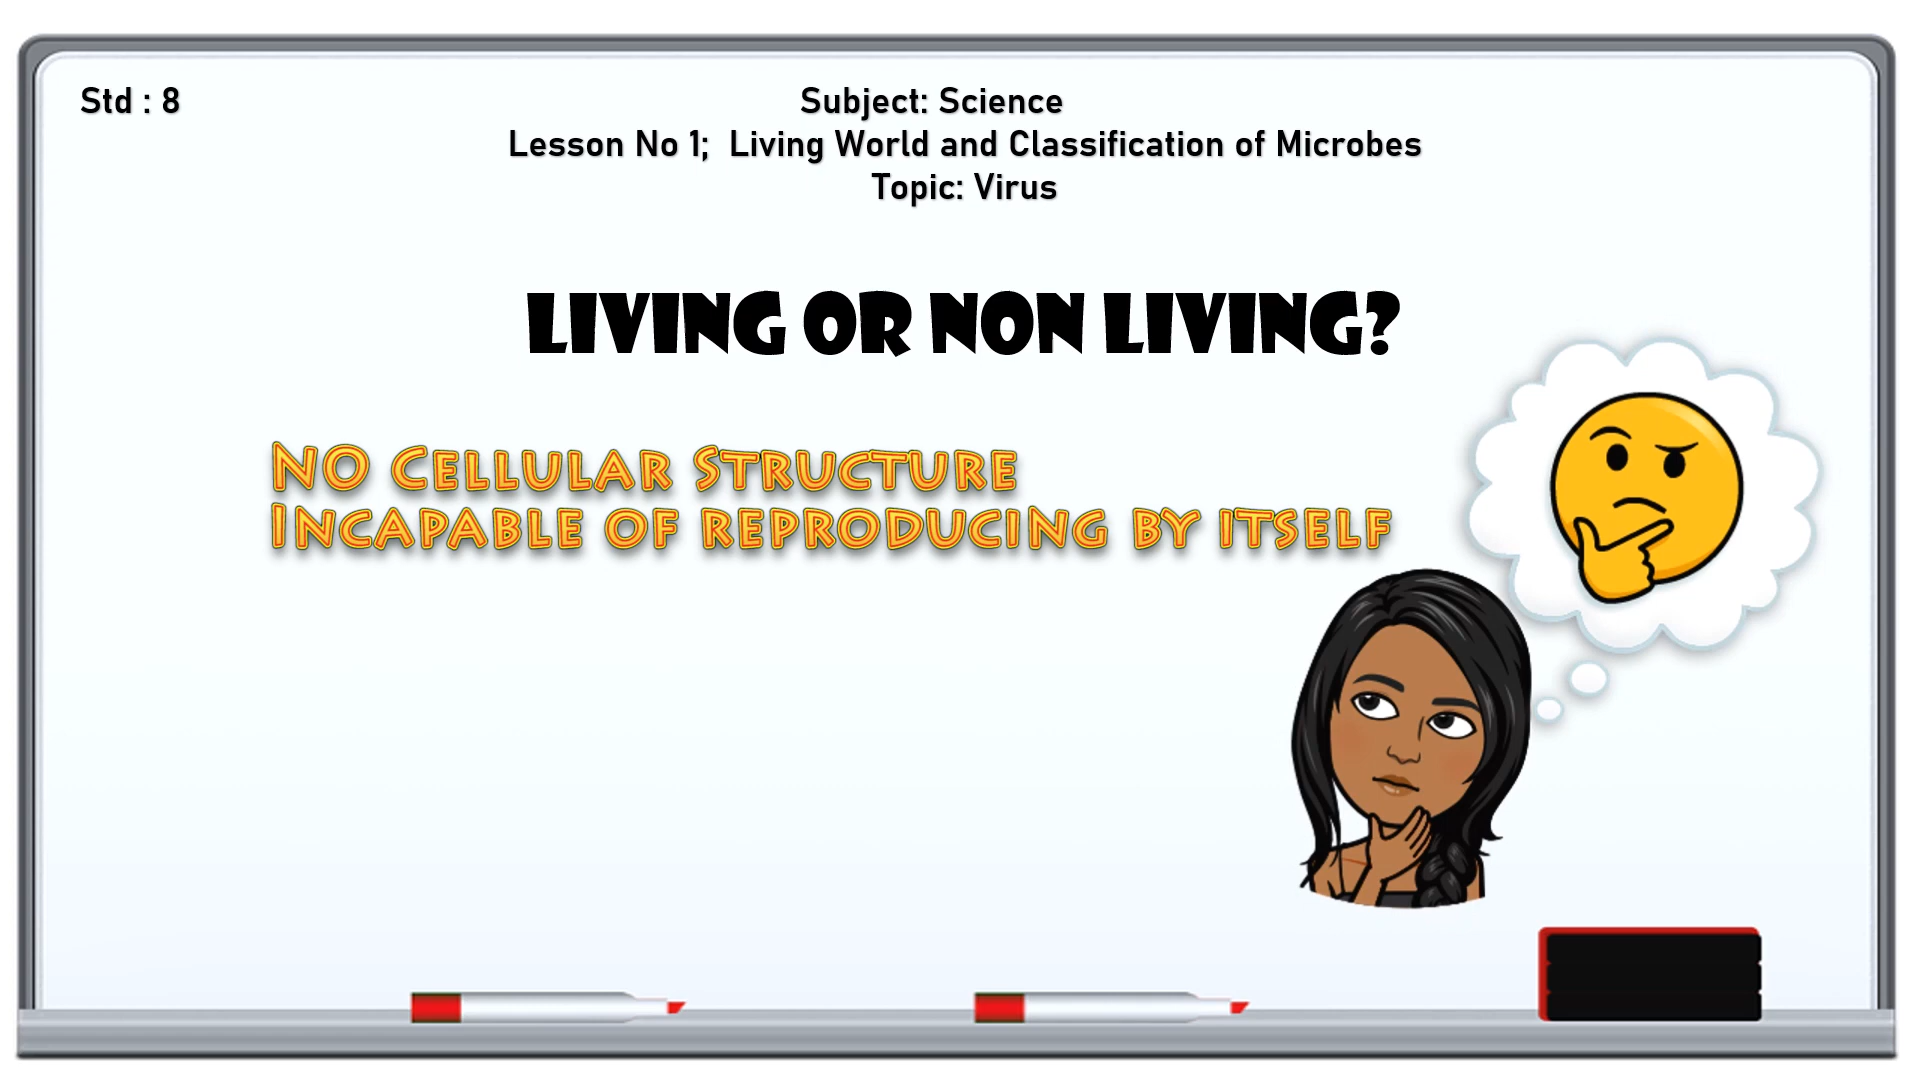 Std : 8
Subject: Science
Lesson No 1;  Living World and Classification of Microbes
Topic: Virus
LIVING OR NON LIVING?
NO Cellular Structure
Incapable of reproducing by itself